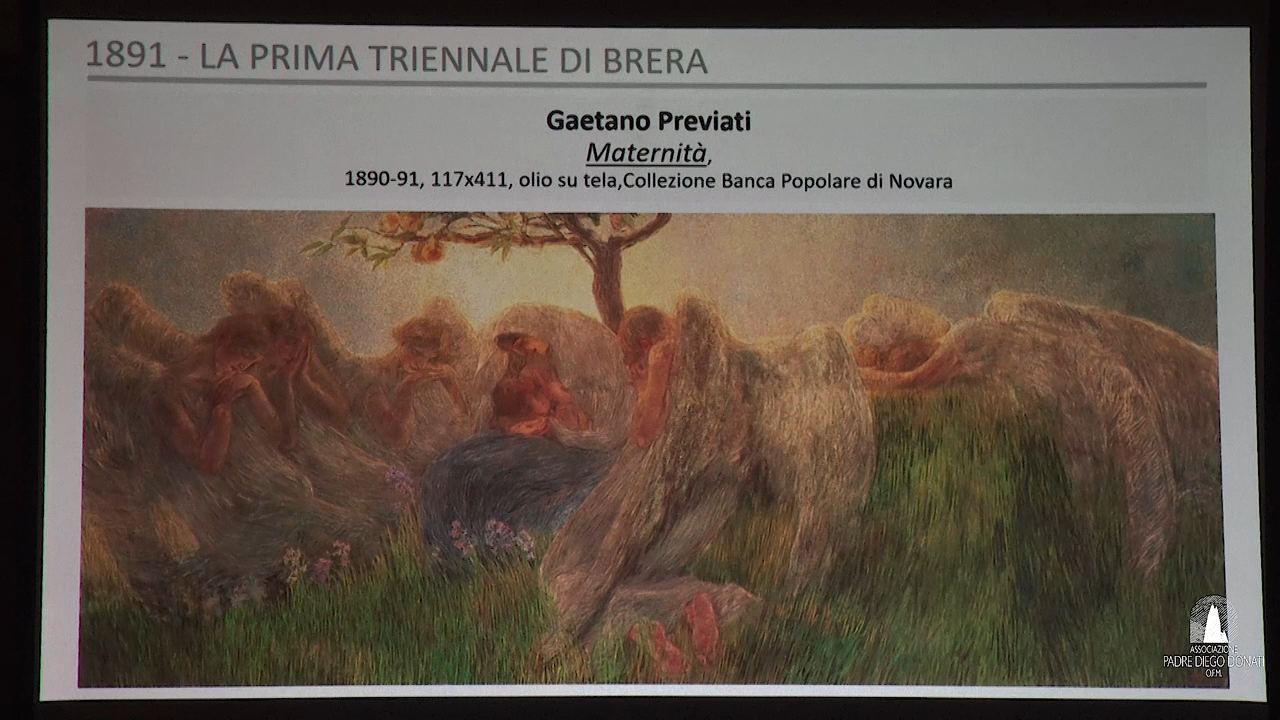 1891 - LA PRIMA TRIENNALE DI BRERA
Gaetano Previati
Maternità,
1890-91, 117x411, olio su tela,Collezione Banca Popolare di Novara
ASSOCIAZIONE
PADRE DIEGO DONATI
O.F.M.